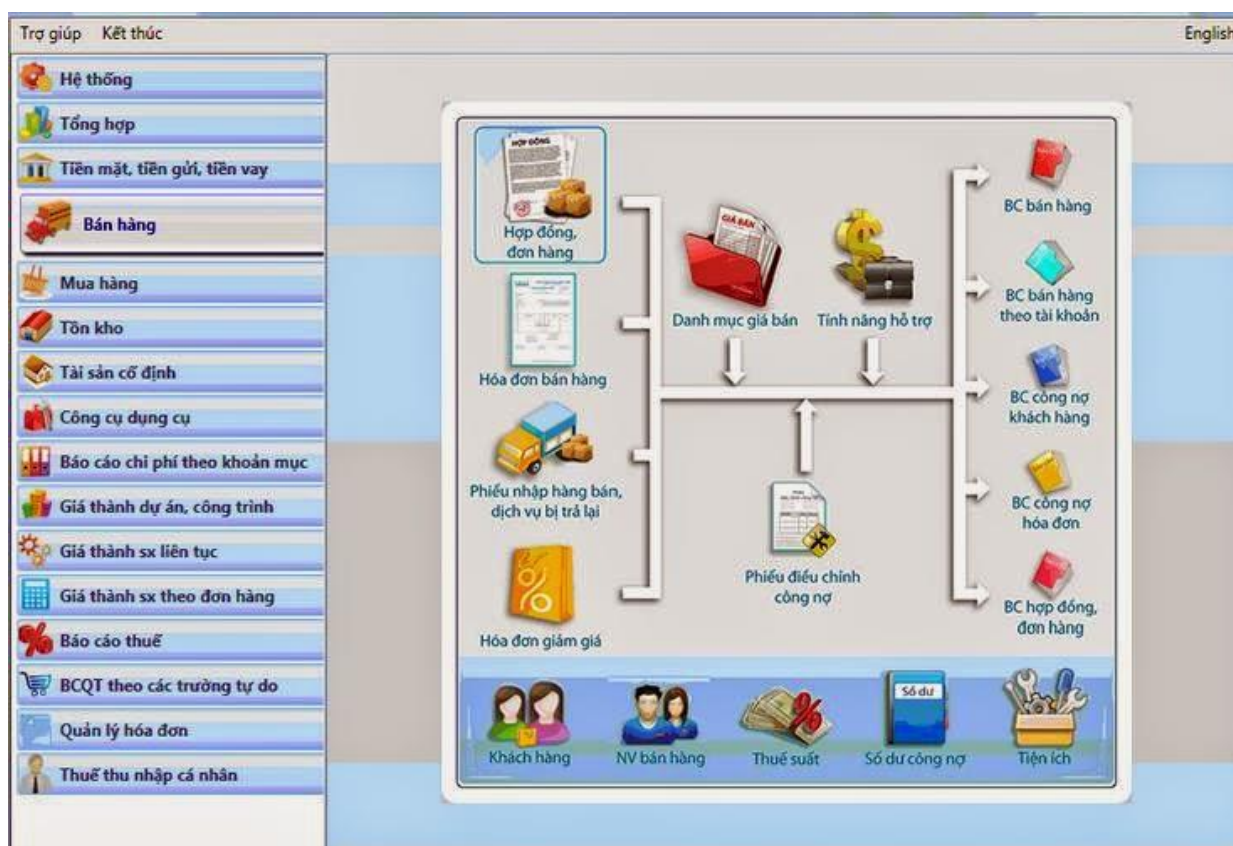 Trợ giúp Kết thúc English
Hệ thống
Tổng hợp
Tiền mặt, tiền gửi, tiền vay
Bán hàng
Mua hàng
Tồn kho
Tài sản cố định
Công cụ dụng cụ
Báo cáo chi phí theo khoản mục
Giá thành dự án, công trình
Giá thành sx liên tục
Giá thành sx theo đơn hàng
Báo cáo thuế
BCQT theo các trường tự do
Quản lý hóa đơn
Thuế thu nhập cá nhân
HỢP ĐỒNG
Hợp đồng,
đơn hàng
Hóa đơn bán hàng
Phiếu nhập hàng bán,
dịch vụ bị trả lại
Hóa đơn giảm giá
GIÁ BÁN
Danh mục giá bán
Tính năng hỗ trợ
Phiếu điều chỉnh
công nợ
BC bán hàng
BC bán hàng
theo tài khoản
BC công nợ
khách hàng
BC công nợ
hóa đơn
BC hợp đồng,
đơn hàng
Khách hàng
NV bán hàng
Thuế suất
Số dư
Số dư công nợ
Tiện ích